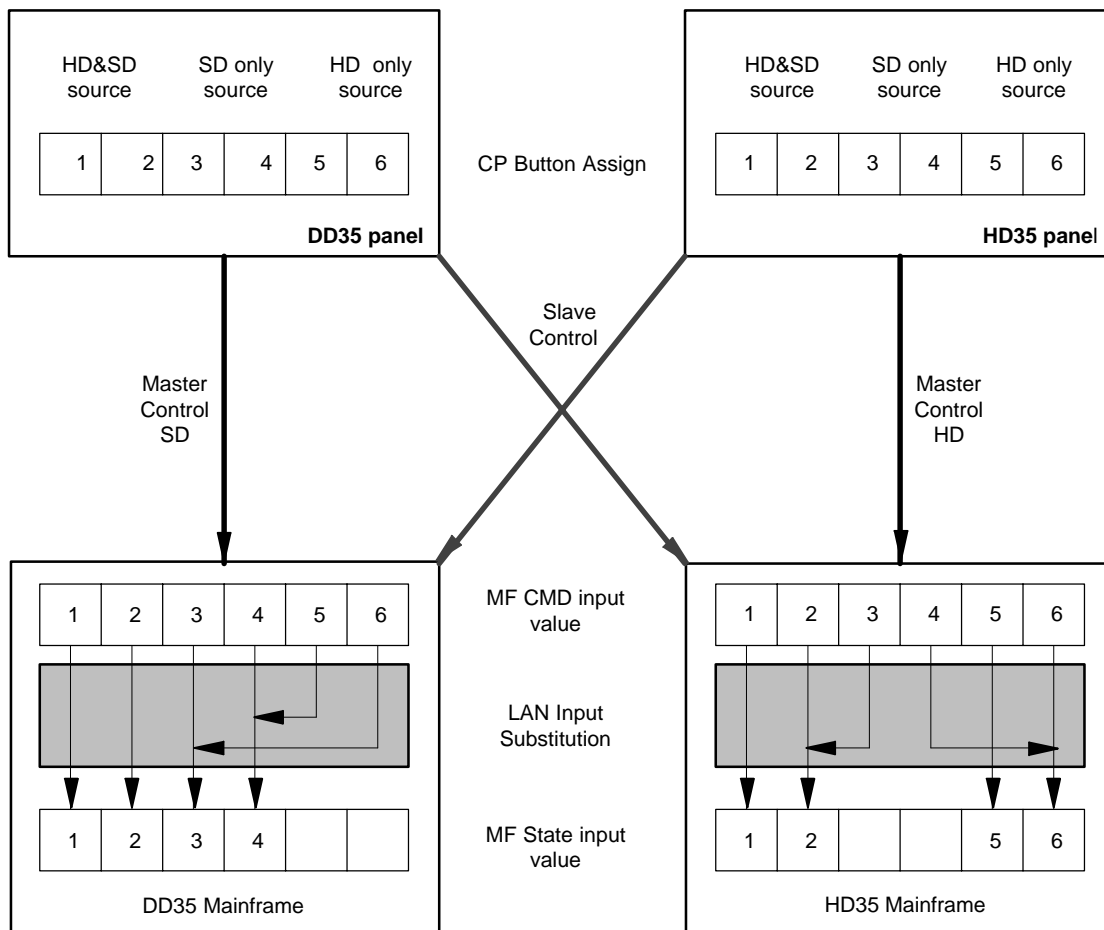 HD&SD source
SD only source
HD only source
1 2 3 4 5 6
DD35 panel
CP Button Assign
HD&SD source
SD only source
HD only source
1 2 3 4 5 6
HD35 panel
Slave
Control
Master
Control
SD
Master
Control
HD
1 2 3 4 5 6
MF CMD input
value
1 2 3 4 5 6
LAN Input
Substitution
1 2 3 4
MF State input
value
1 2 5 6
DD35 Mainframe
HD35 Mainframe